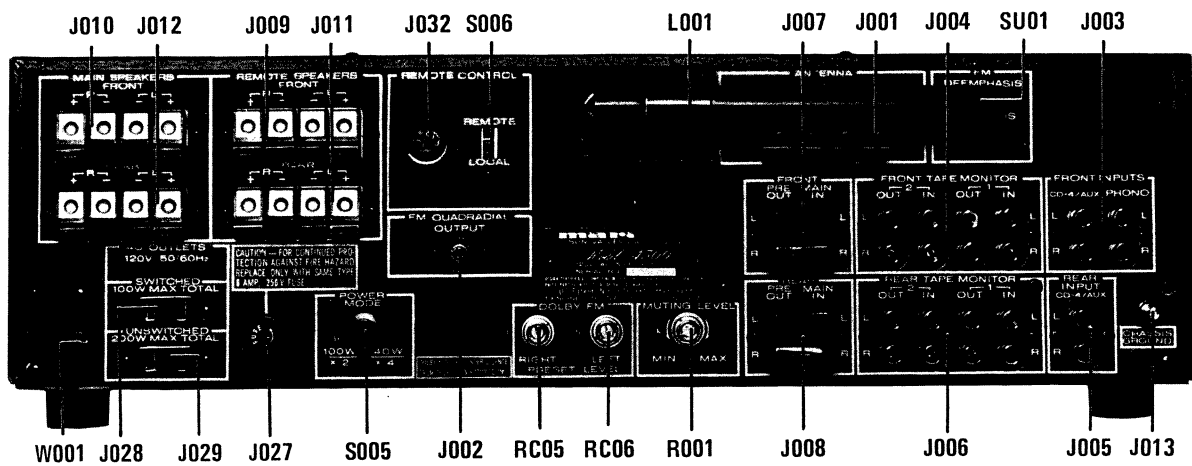 J010 J012 J009 J011 J032 S006 L001 J007 J001 J004 SU01 J003
MAIN SPEAKERS
FRONT
REMOTE SPEAKERS
FRONT
REMOTE CONTROL
ANTENNA
FM
DEEMPHASIS
+ R - - L +
+ R - - L +
REMOTE
LOCAL
REAR
+ R - - L +
+ R - - L +
FM QUADRADIAL
OUTPUT
FRONT
PRE MAIN
OUT IN
FRONT TAPE MONITOR
OUT 2 IN OUT 1 IN
FRONT INPUTS
CD-4/AUX PHONO
L L L L
R R R R
AC OUTLETS
120V 50/60Hz
SWITCHED
100W MAX TOTAL
UNSWITCHED
200W MAX TOTAL
CAUTION — FOR CONTINUED PRO-
TECTION AGAINST FIRE HAZARD
REPLACE ONLY WITH SAME TYPE
8 AMP. 250V FUSE
POWER
MODE
100W 40W
×2 ×4
DOLBY FM
RIGHT LEFT
PRESET LEVEL
MUTING LEVEL
MIN MAX
PRE MAIN
OUT IN
REAR TAPE MONITOR
OUT 2 IN OUT 1 IN
REAR
INPUT
CD-4/AUX
L L L L
R R R R
CHASSIS
GROUND
W001 J028 J029 J027 S005 J002 RC05 RC06 R001 J008 J006 J005 J013